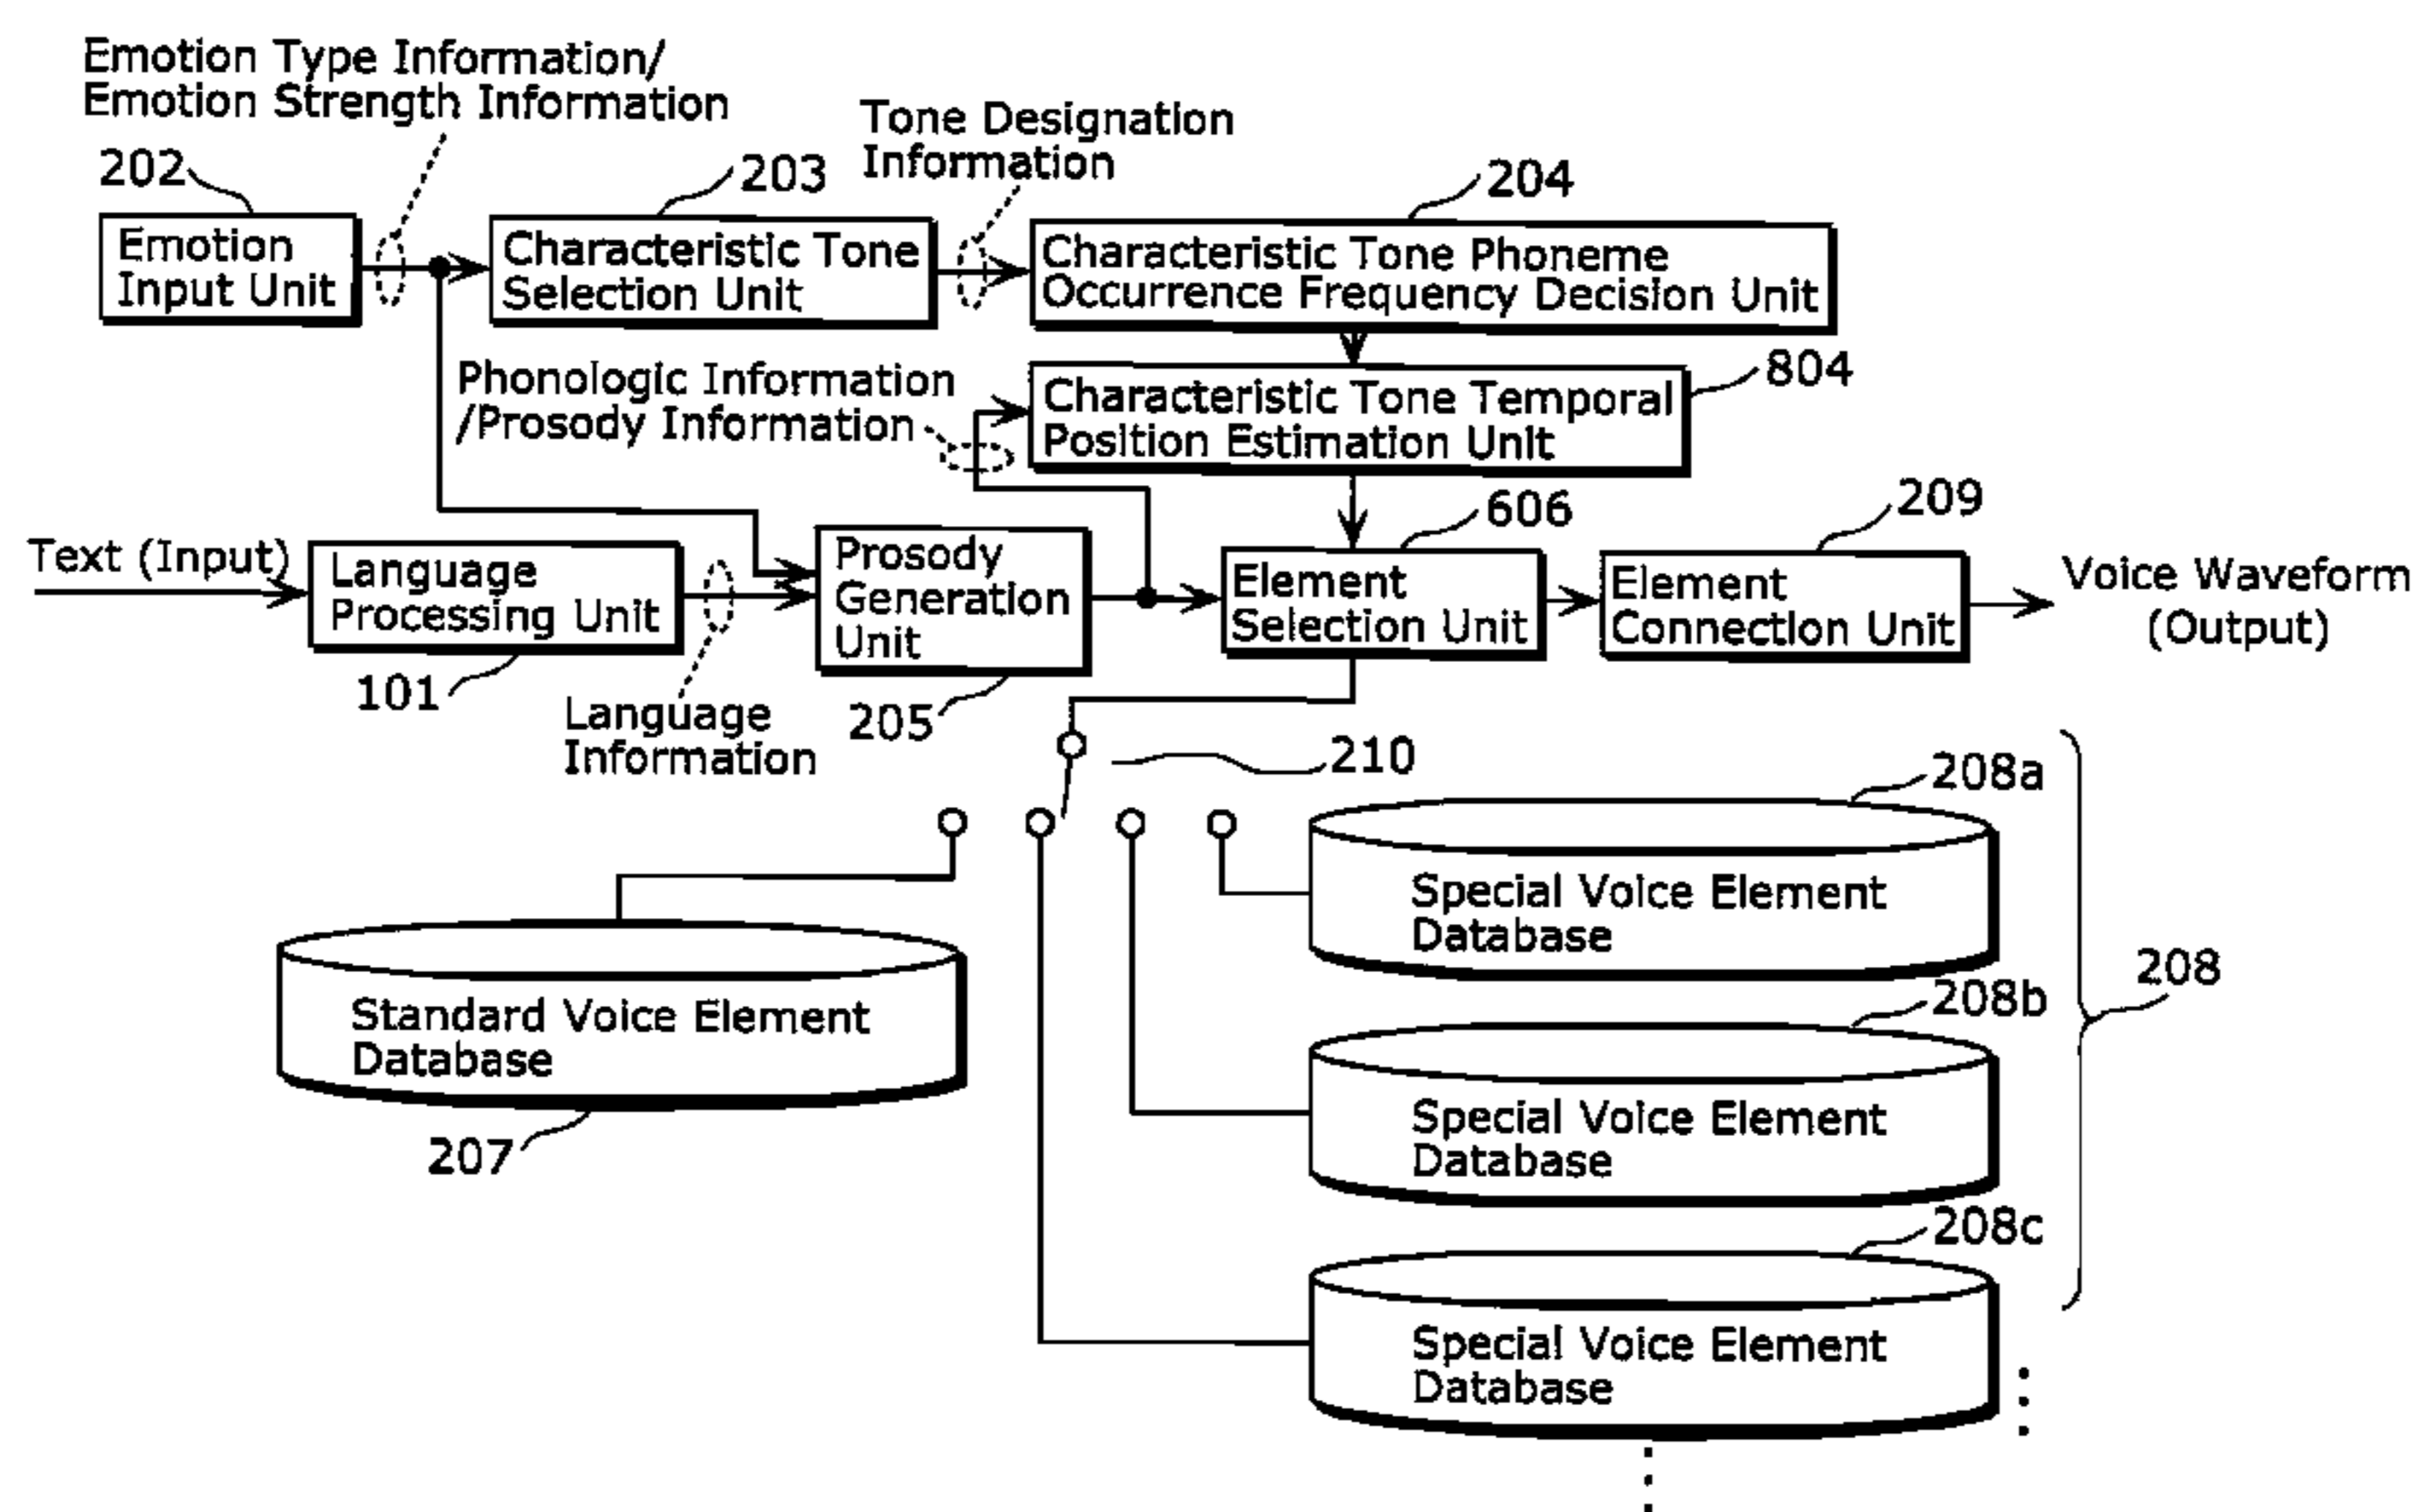 Emotion Type Information/
Emotion Strength Information
Tone Designation
Information
202
203
204
Emotion
Input Unit
Characteristic Tone
Selection Unit
Characteristic Tone Phoneme
Occurrence Frequency Decision Unit
Phonologic Information
/Prosody Information
804
Characteristic Tone Temporal
Position Estimation Unit
606
209
Text (Input)
Language
Processing Unit
Prosody
Generation
Unit
Element
Selection Unit
Element
Connection Unit
Voice Waveform
(Output)
101
Language
Information
205
210
208a
Special Voice Element
Database
208
Standard Voice Element
Database
207
208b
Special Voice Element
Database
208c
Special Voice Element
Database